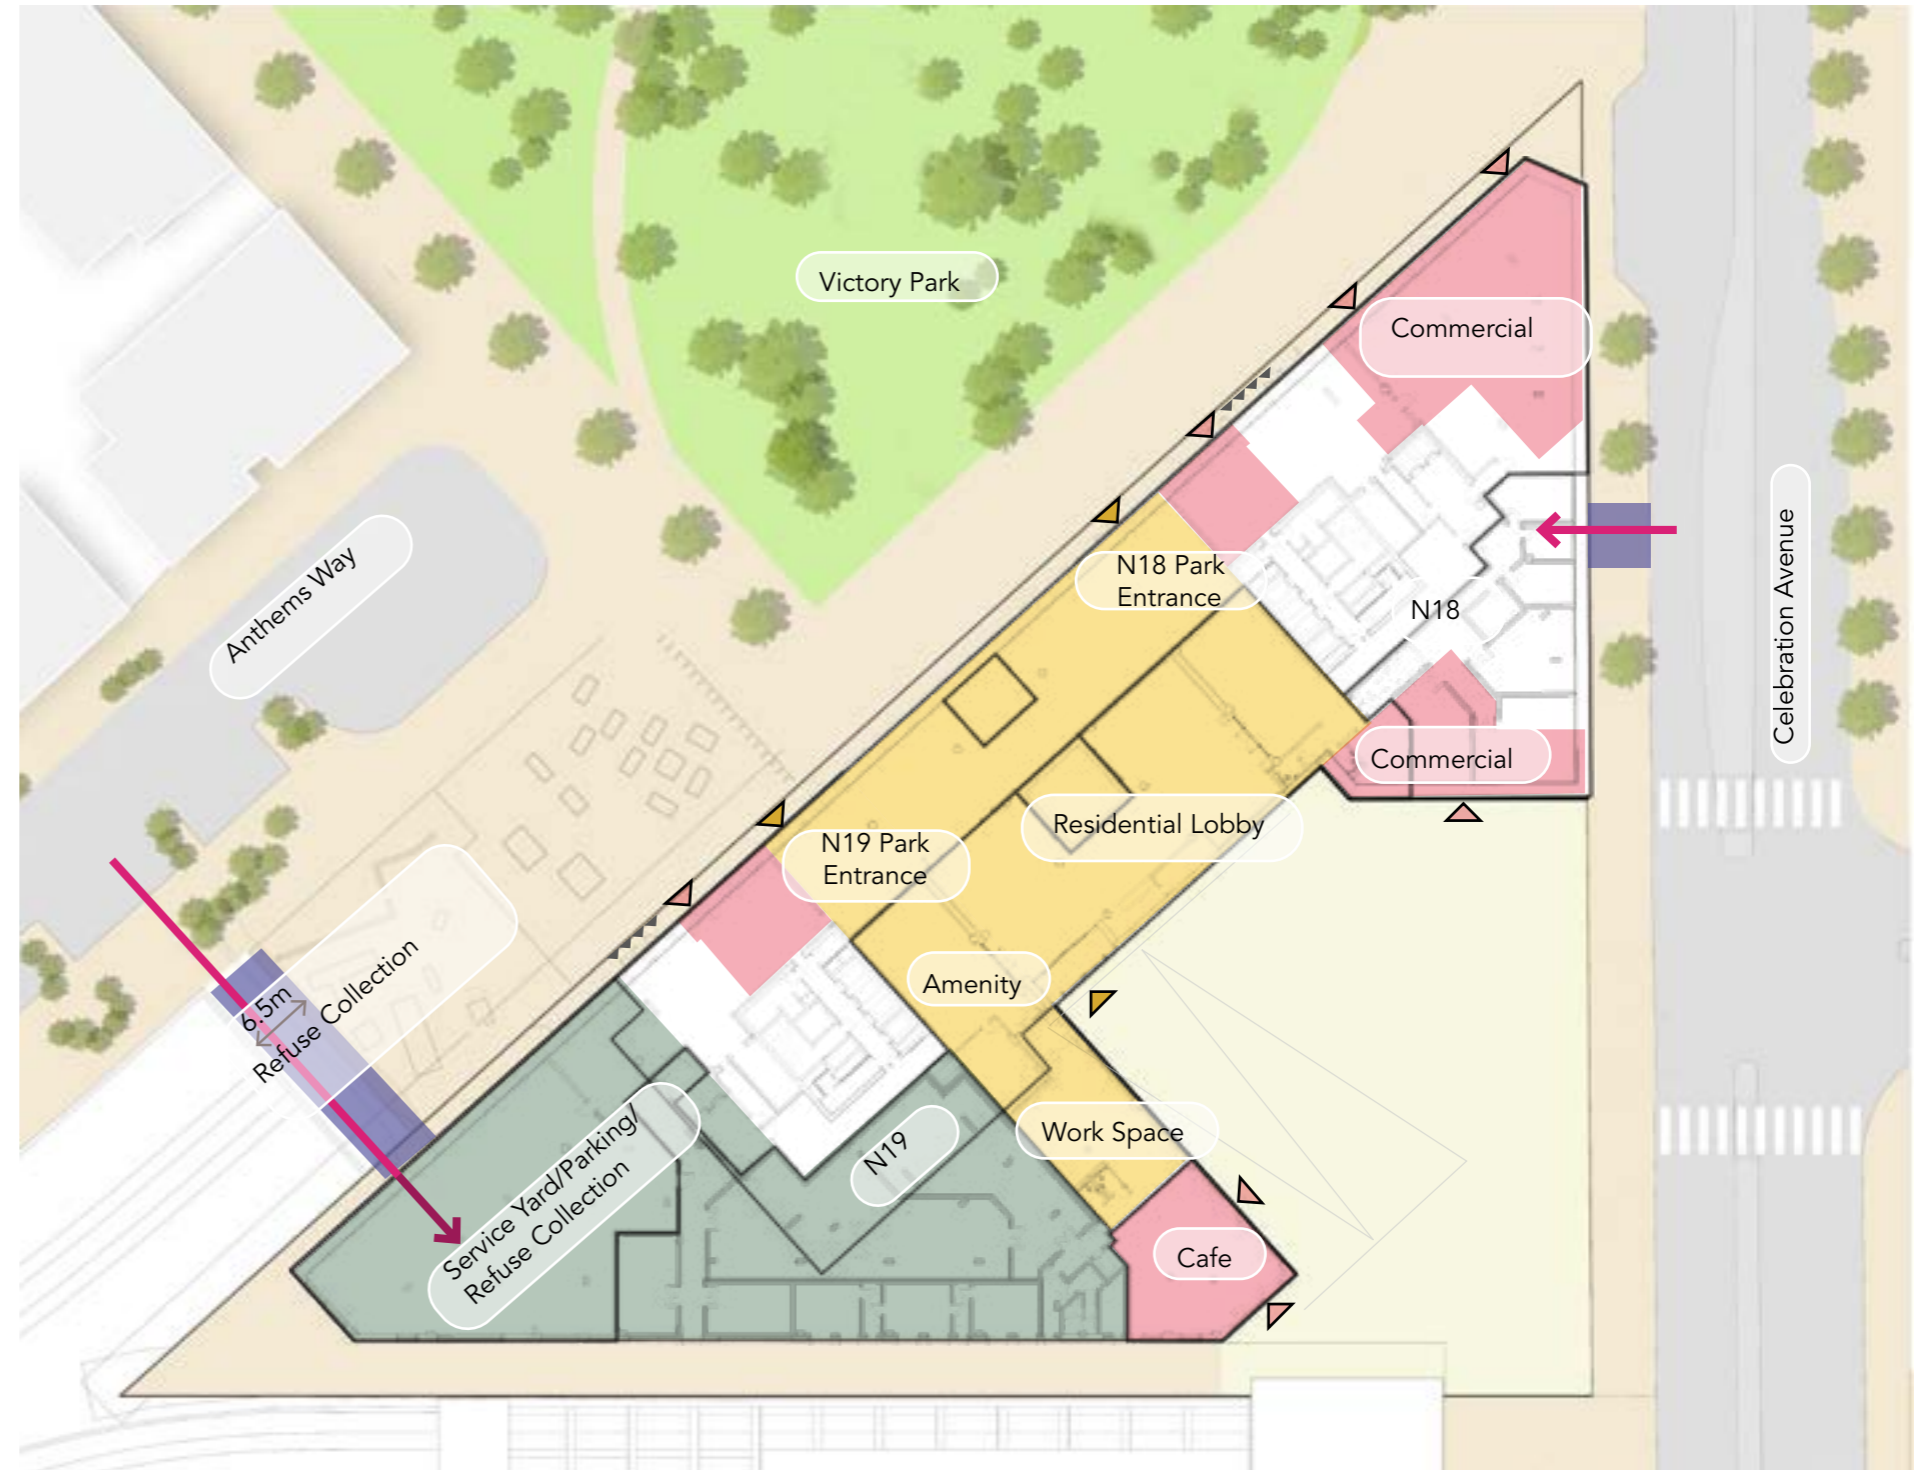 Victory Park
Commercial
Anthems Way
N18 Park
Entrance
N18
Celebration Avenue
Commercial
Residential Lobby
N19 Park
Entrance
Amenity
6.5m
Refuse Collection
Work Space
N19
Service Yard/Parking/
Refuse Collection
Cafe